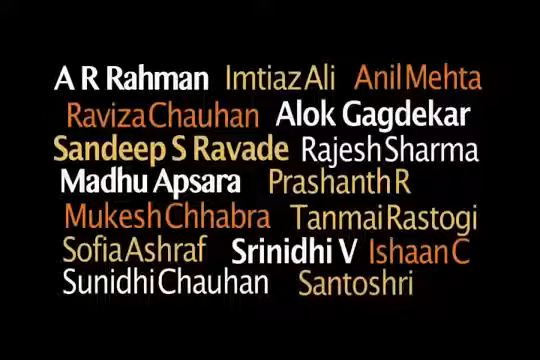 A R Rahman Imtiaz Ali Anil Mehta
Raviza Chauhan Alok Gagdekar
Sandeep S Ravade Rajesh Sharma
Madhu Apsara Prashanth R
Mukesh Chhabra Tanmai Rastogi
Sofia Ashraf Srinidhi V Ishaan C
Sunidhi Chauhan Santoshri